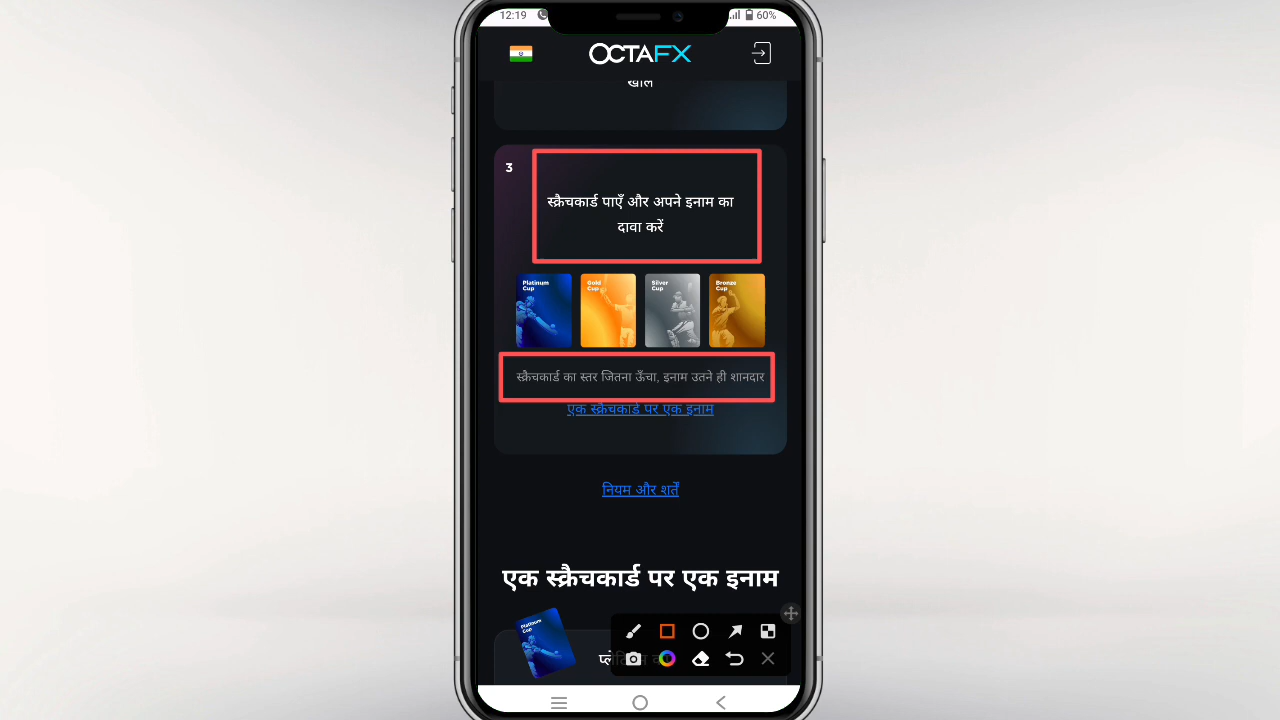 12:19
60%
OCTAFX
खोलें
3
स्क्रैचकार्ड पाएँ और अपने इनाम का
दावा करें
Platinum Cup
Gold Cup
Silver Cup
Bronze Cup
स्क्रैचकार्ड का स्तर जितना ऊँचा, इनाम उतने ही शानदार
एक स्क्रैचकार्ड पर एक इनाम
नियम और शर्तें
एक स्क्रैचकार्ड पर एक इनाम
Platinum Cup